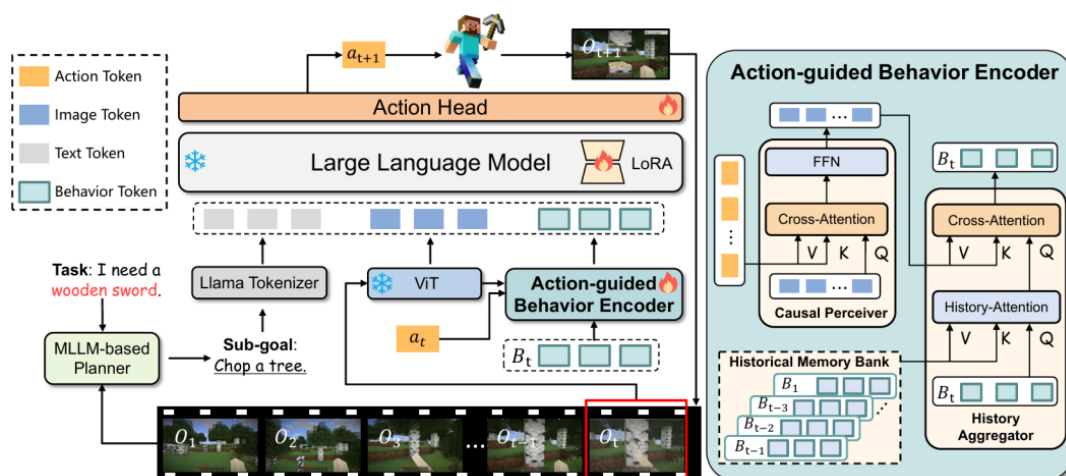 Action Token
Image Token
Text Token
Behavior Token
a_{t+1}
O_{t+1}
Action Head
Large Language Model
LoRA
Task: I need a
wooden sword.
Llama Tokenizer
ViT
Action-guided
Behavior Encoder
MLLM-based
Planner
Sub-goal:
Chop a tree.
a_t
B_t
O_1
O_2
O_3
...
O_{t-1}
O_t
Action-guided Behavior Encoder
...
FFN
Cross-Attention
V
K
Q
...
Causal Perceiver
B_t
Cross-Attention
V
K
Q
History-Attention
V
K
Q
B_t
History
Aggregator
Historical Memory Bank
B_1
B_{t-3}
B_{t-2}
B_{t-1}
...